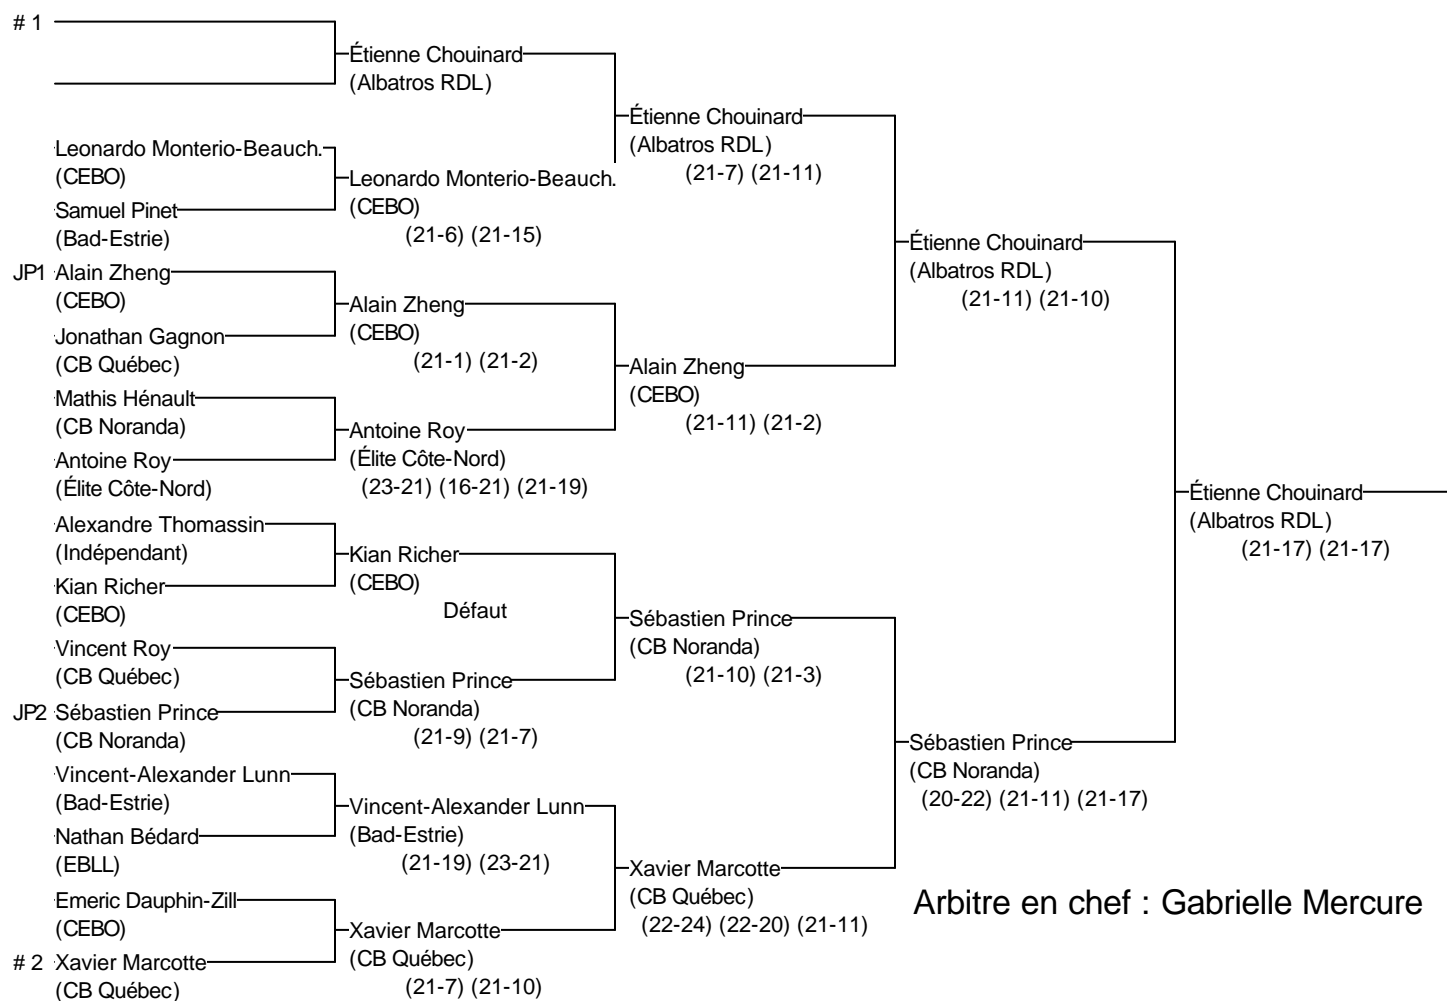 # 1
Étienne Chouinard
(Albatros RDL)
Étienne Chouinard
(Albatros RDL)
(21-7) (21-11)
Leonardo Monterio-Beauch.
(CEBO)
Leonardo Monterio-Beauch.
(CEBO)
(21-6) (21-15)
Samuel Pinet
(Bad-Estrie)
Étienne Chouinard
(Albatros RDL)
(21-11) (21-10)
JP1 Alain Zheng
(CEBO)
Alain Zheng
(CEBO)
(21-1) (21-2)
Jonathan Gagnon
(CB Québec)
Alain Zheng
(CEBO)
(21-11) (21-2)
Mathis Hénault
(CB Noranda)
Antoine Roy
(Élite Côte-Nord)
(23-21) (16-21) (21-19)
Antoine Roy
(Élite Côte-Nord)
Étienne Chouinard
(Albatros RDL)
(21-17) (21-17)
Alexandre Thomassin
(Indépendant)
Kian Richer
(CEBO)
Défaut
Kian Richer
(CEBO)
Sébastien Prince
(CB Noranda)
(21-10) (21-3)
Vincent Roy
(CB Québec)
Sébastien Prince
(CB Noranda)
(21-9) (21-7)
JP2 Sébastien Prince
(CB Noranda)
Sébastien Prince
(CB Noranda)
(20-22) (21-11) (21-17)
Vincent-Alexander Lunn
(Bad-Estrie)
Vincent-Alexander Lunn
(Bad-Estrie)
(21-19) (23-21)
Nathan Bédard
(EBLL)
Xavier Marcotte
(CB Québec)
(22-24) (22-20) (21-11)
Emeric Dauphin-Zill
(CEBO)
Xavier Marcotte
(CB Québec)
(21-7) (21-10)
# 2 Xavier Marcotte
(CB Québec)
Arbitre en chef : Gabrielle Mercure